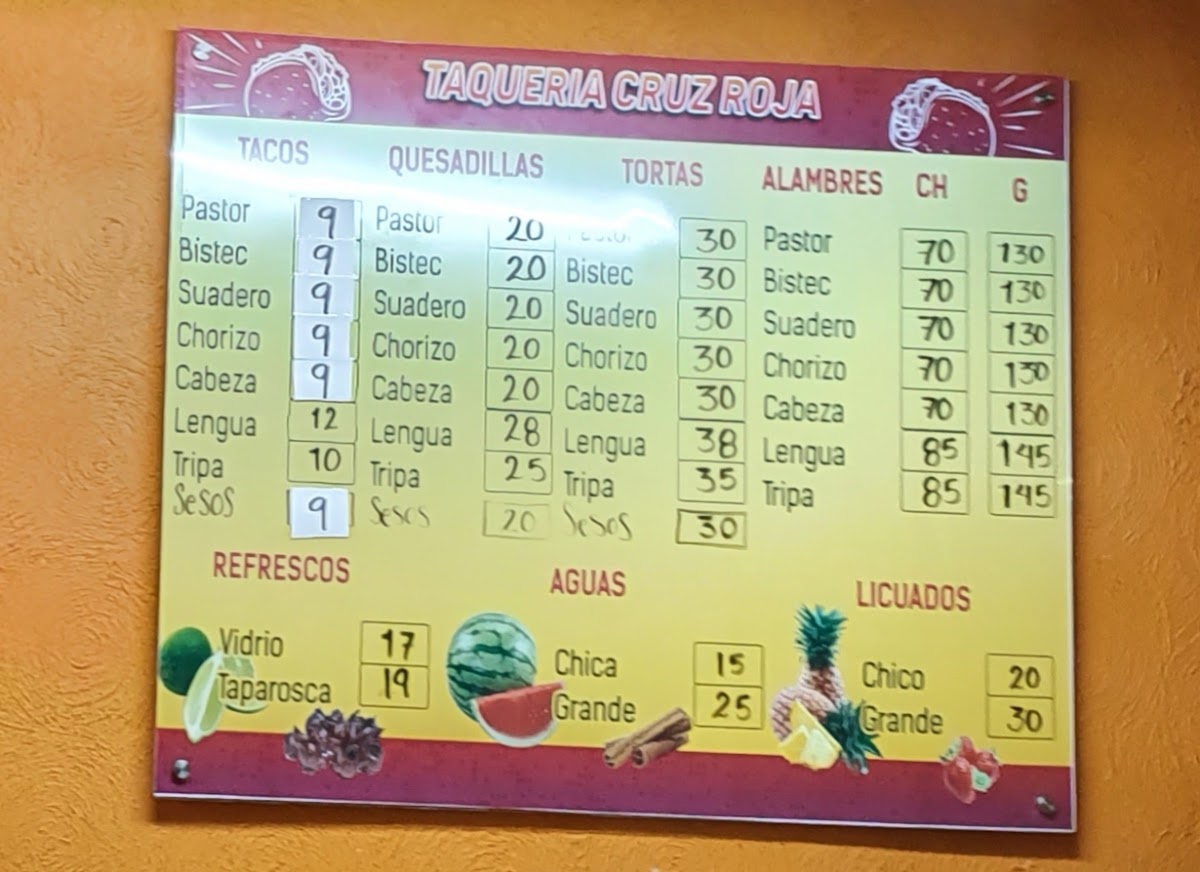 TAQUERIA CRUZ ROJA
TACOS QUESADILLAS TORTAS ALAMBRES CH G
Pastor 9 Pastor 20 Pastor 30 Pastor 70 130
Bistec 9 Bistec 20 Bistec 30 Bistec 70 130
Suadero 9 Suadero 20 Suadero 30 Suadero 70 130
Chorizo 9 Chorizo 20 Chorizo 30 Chorizo 70 130
Cabeza 9 Cabeza 20 Cabeza 30 Cabeza 70 130
Lengua 12 Lengua 28 Lengua 38 Lengua 85 145
Tripa 10 Tripa 25 Tripa 35 Tripa 85 145
Sesos 9 Sesos 20 Sesos 30
REFRESCOS AGUAS LICUADOS
Vidrio 17 Chica 15 Chico 20
Taparosca 19 Grande 25 Grande 30